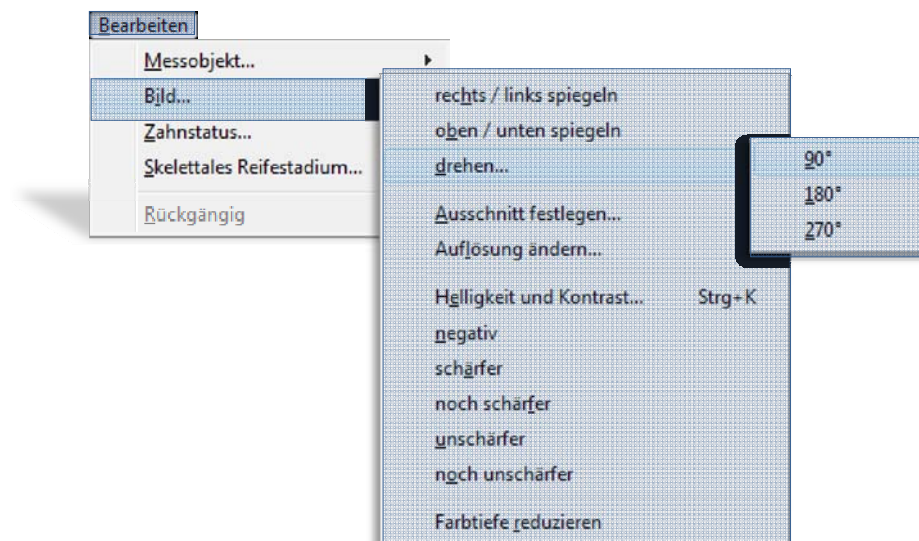 Bearbeiten
Messobjekt...
Bild...
Zahnstatus...
Skelettales Reifestadium...
Rückgängig
rechts / links spiegeln
oben / unten spiegeln
drehen...
Ausschnitt festlegen...
Auflösung ändern...
Helligkeit und Kontrast... Strg+K
negativ
schärfer
noch schärfer
unschärfer
noch unschärfer
Farbtiefe reduzieren
90°
180°
270°